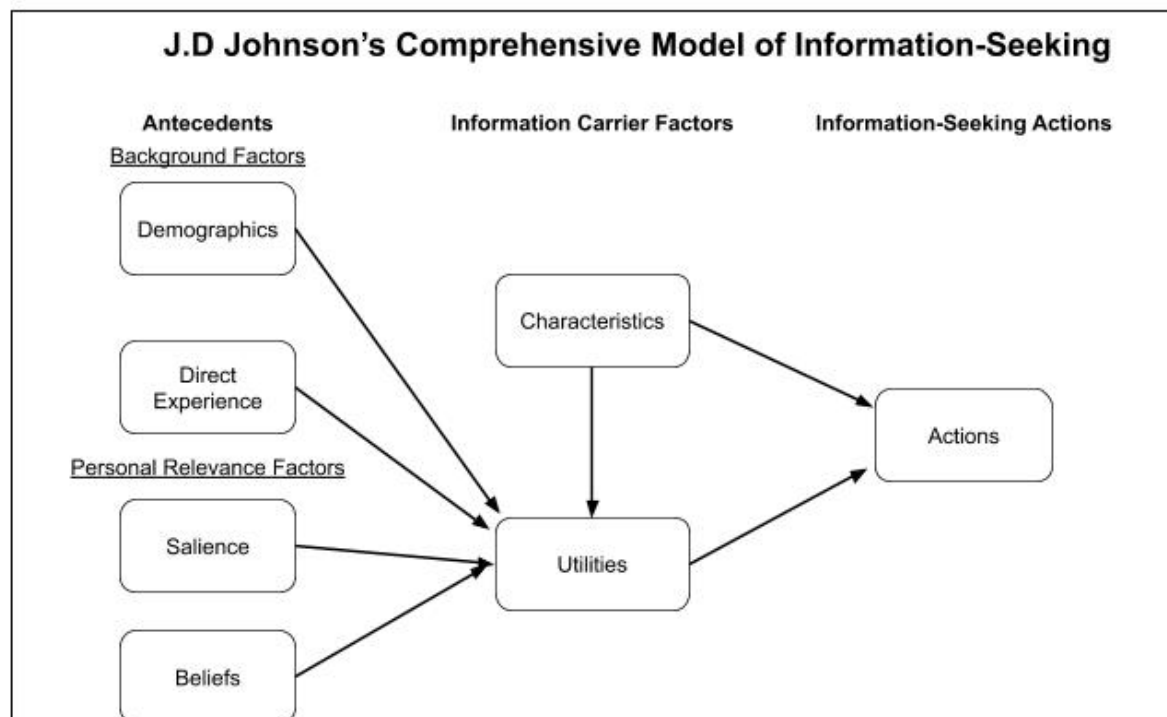 J.D Johnson’s Comprehensive Model of Information-Seeking
Antecedents
Information Carrier Factors
Information-Seeking Actions
Background Factors
Demographics
Characteristics
Direct
Experience
Actions
Personal Relevance Factors
Salience
Utilities
Beliefs